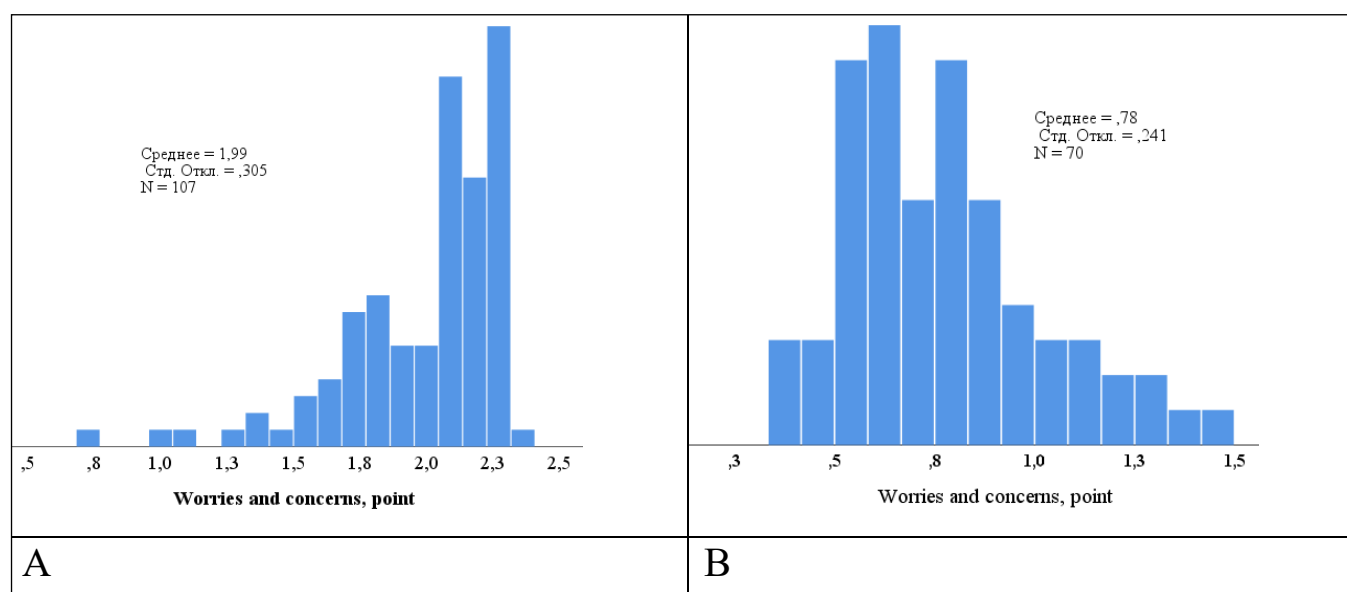 Среднее = 1,99
Стд. Откл. = ,305
N = 107
,5 ,8 1,0 1,3 1,5 1,8 2,0 2,3 2,5
Worries and concerns, point
A
Среднее = ,78
Стд. Откл. = ,241
N = 70
,3 ,5 ,8 1,0 1,3 1,5
Worries and concerns, point
B